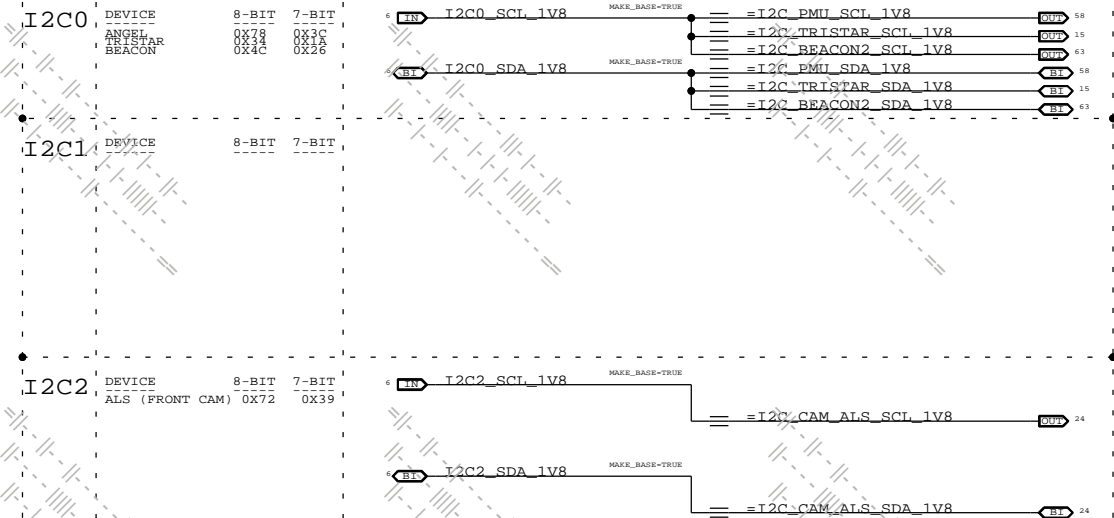 I2C0 DEVICE 8-BIT 7-BIT
ANGEL 0X78 0X3C
TRISTAR 0X34 0X1A
BEACON 0X4C 0X26
6 IN I2C0_SCL_1V8 MAKE_BASE=TRUE =I2C_PMU_SCL_1V8 OUT 58
=I2C_TRISTAR_SCL_1V8 OUT 15
=I2C_BEACON2_SCL_1V8 OUT 63
6 BI I2C0_SDA_1V8 MAKE_BASE=TRUE =I2C_PMU_SDA_1V8 BI 58
=I2C_TRISTAR_SDA_1V8 BI 15
=I2C_BEACON2_SDA_1V8 BI 63
I2C1 DEVICE 8-BIT 7-BIT
I2C2 DEVICE 8-BIT 7-BIT
ALS (FRONT CAM) 0X72 0X39
6 IN I2C2_SCL_1V8 MAKE_BASE=TRUE
=I2C_CAM_ALS_SCL_1V8 OUT 24
6 BI I2C2_SDA_1V8 MAKE_BASE=TRUE
=I2C_CAM_ALS_SDA_1V8 BI 24